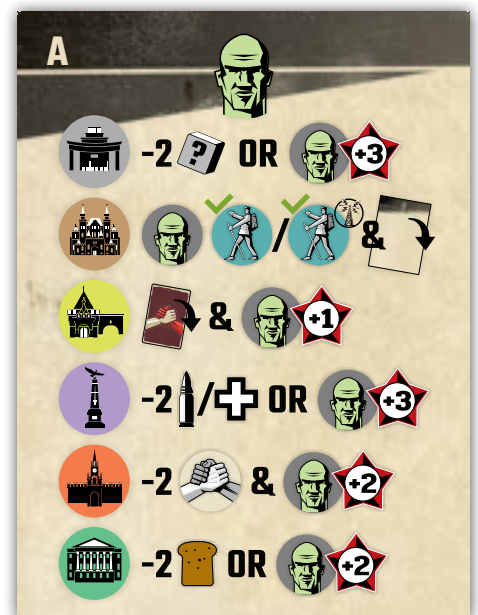 A
-2 ? OR +3
/ &
& +1
-2 / OR +3
-2 & +2
-2 OR +2